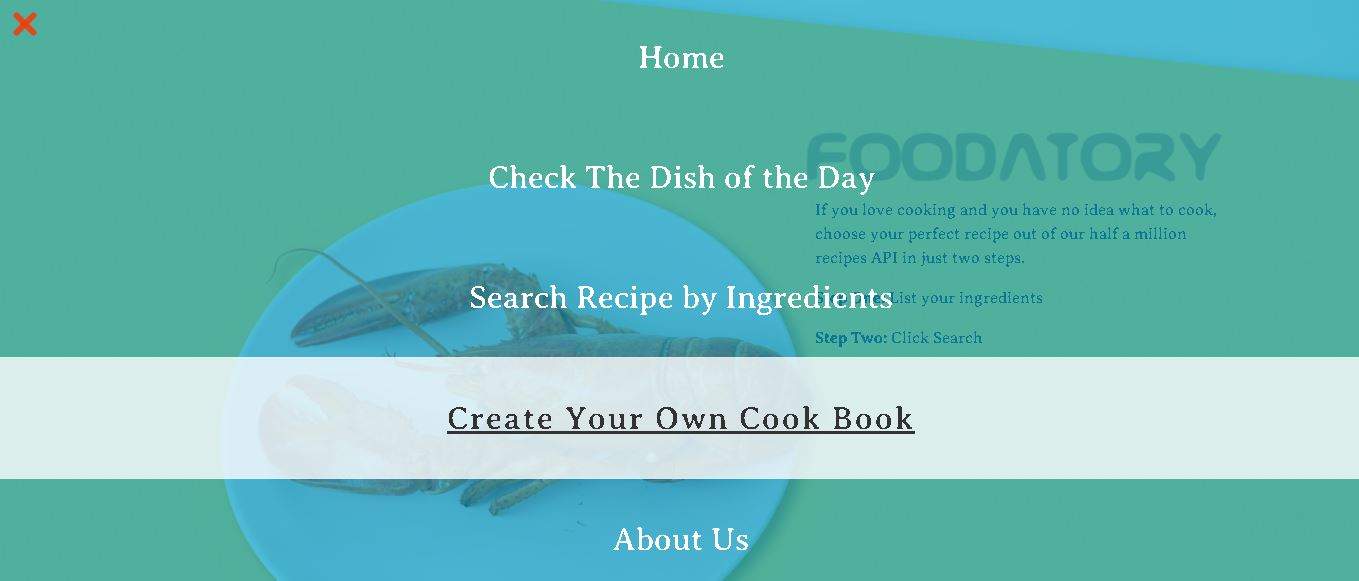 Home
Check The Dish of the Day
Search Recipe by Ingredients
Create Your Own Cook Book
About Us
FOODATORY
If you love cooking and you have no idea what to cook,
choose your perfect recipe out of our half a million
recipes API in just two steps.
List your ingredients
Step Two: Click Search